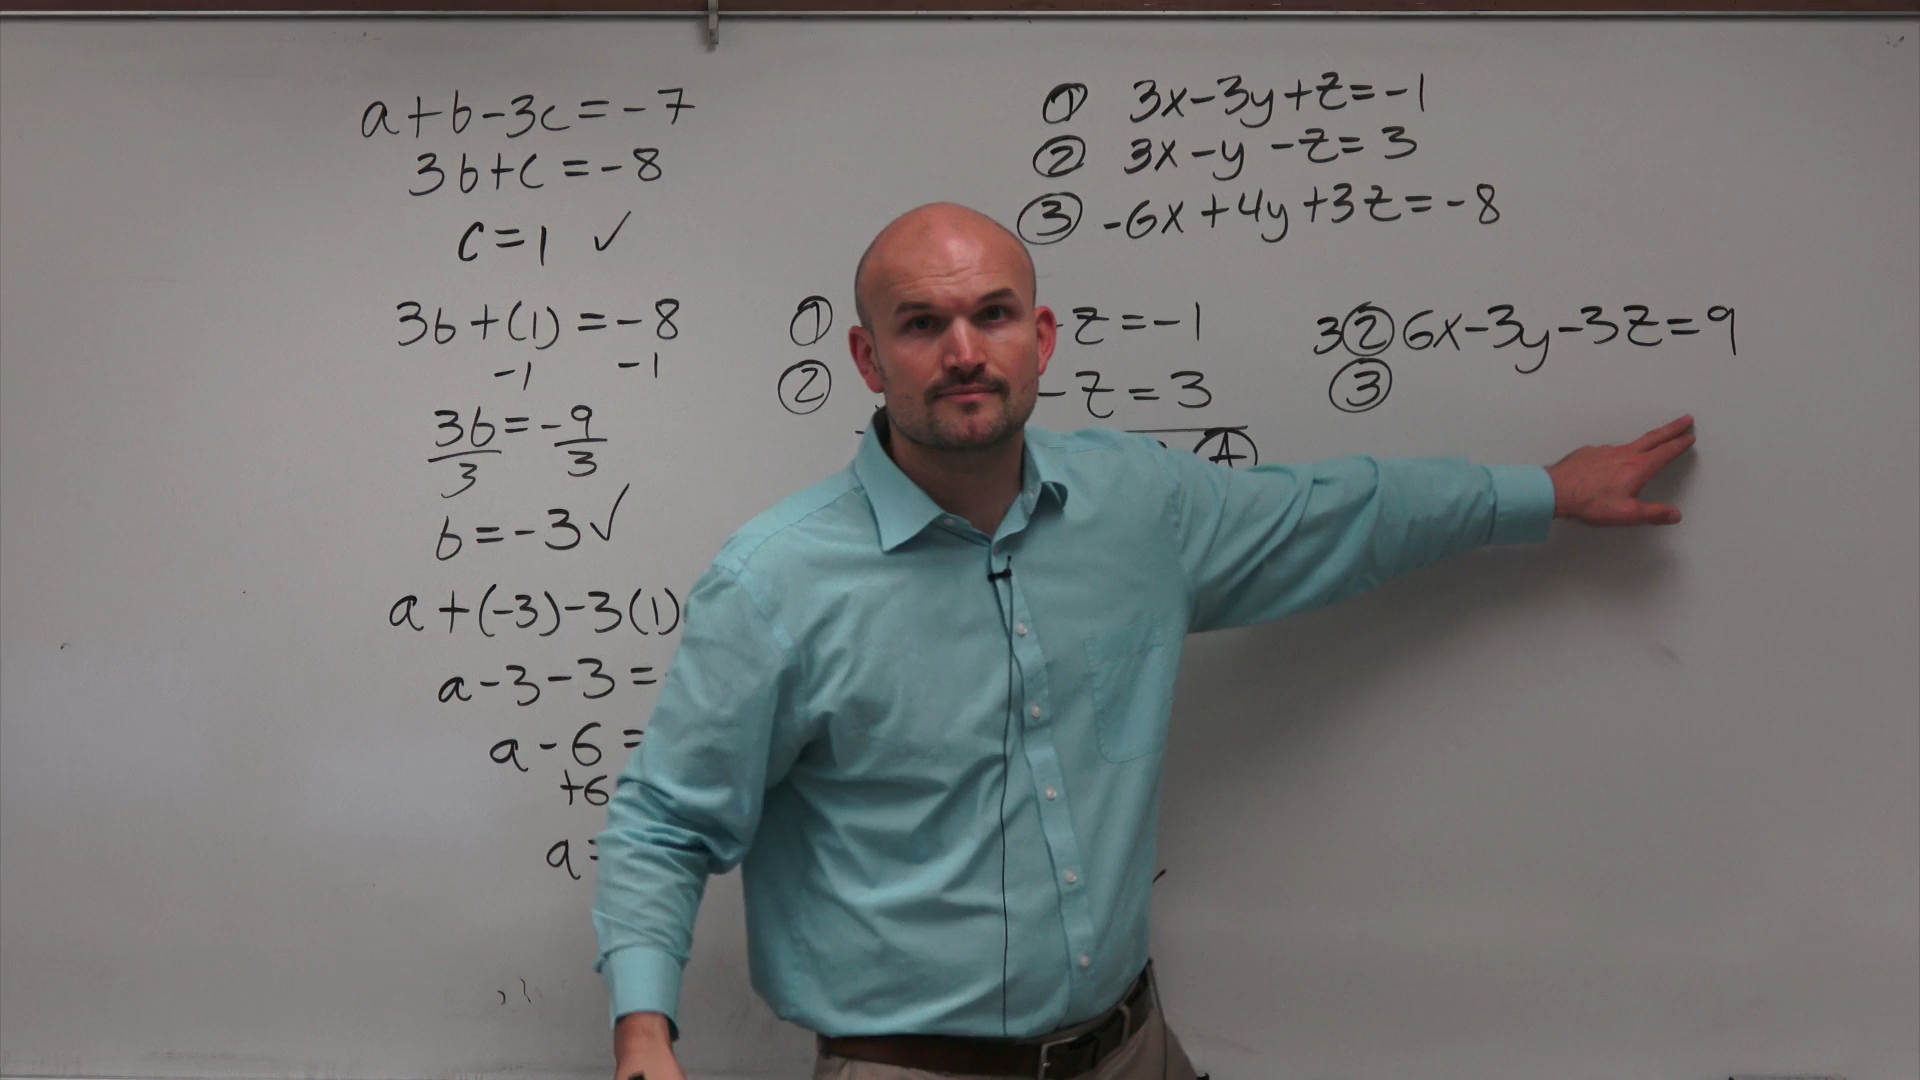 a+b-3c=-7
3b+c=-8
c=1 ✓
3b+(1)=-8
-1 -1
3b=-9
3 3
b=-3✓
a+(-3)-3(1)
a-3-3=
a-6=
+6
a=
① 3x-3y+z=-1
② 3x-y-z=3
③ -6x+4y+3z=-8
① z=-1
② -z=3
Ⓐ
3② 6x-3y-3z=9
③